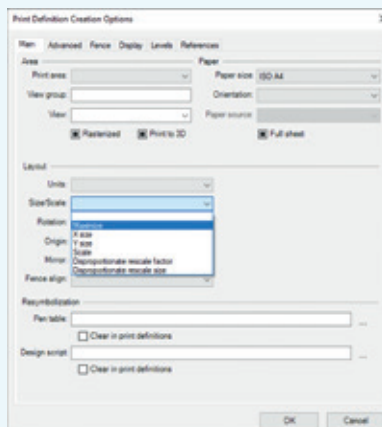 Print Definition Creation Options
Main Advanced Fence Display Levels References
Area
Paper
Print area:
Paper size: ISO A4
View group:
Orientation:
View:
Paper source:
Rasterized Print to 3D Full sheet
Layout
Units:
Size/Scale:
Rotation:
Maximize
X size
Origin:
Y size
Scale
Mirror:
Disproportionate rescale factor
Disproportionate rescale size
Fence align:
Resymbolization
Pen table: ...
Clear in print definitions
Design script: ...
Clear in print definitions
OK Cancel